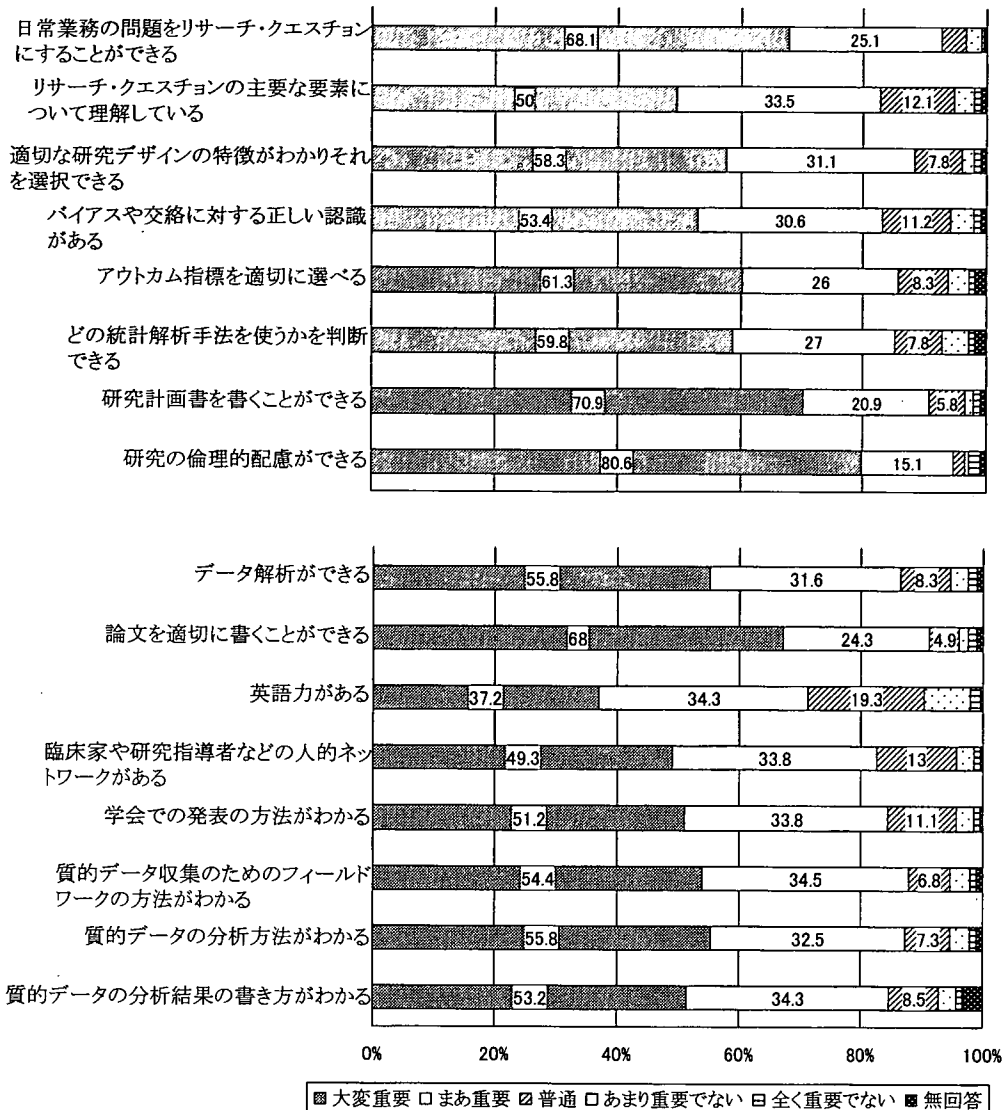 日常業務の問題をリサーチ・クエスチョン
にすることができる
68.1 25.1
リサーチ・クエスチョンの主要な要素に
ついて理解している
50 33.5 12.1
適切な研究デザインの特徴がわかりそれ
を選択できる
58.3 31.1 7.8
バイアスや交絡に対する正しい認識
がある
53.4 30.6 11.2
アウトカム指標を適切に選べる
61.3 26 8.3
どの統計解析手法を使うかを判断
できる
59.8 27 7.8
研究計画書を書くことができる
70.9 20.9 5.8
研究の倫理的配慮ができる
80.6 15.1
データ解析ができる
55.8 31.6 8.3
論文を適切に書くことができる
68 24.3 4.9
英語力がある
37.2 34.3 19.3
臨床家や研究指導者などの人的ネッ
トワークがある
49.3 33.8 13
学会での発表の方法がわかる
51.2 33.8 11.1
質的データ収集のためのフィールド
ワークの方法がわかる
54.4 34.5 6.8
質的データの分析方法がわかる
55.8 32.5 7.3
質的データの分析結果の書き方がわかる
53.2 34.3 8.5
0% 20% 40% 60% 80% 100%
大変重要 まあ重要 普通 あまり重要でない 全く重要でない 無回答